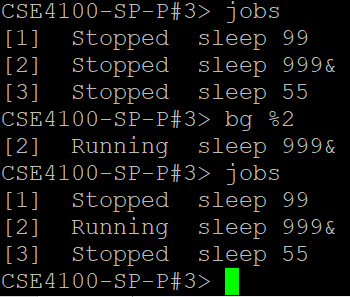 CSE4100-SP-P#3> jobs
[1]  Stopped  sleep 99
[2]  Stopped  sleep 999&
[3]  Stopped  sleep 55
CSE4100-SP-P#3> bg %2
[2]  Running  sleep 999&
CSE4100-SP-P#3> jobs
[1]  Stopped  sleep 99
[2]  Running  sleep 999&
[3]  Stopped  sleep 55
CSE4100-SP-P#3>